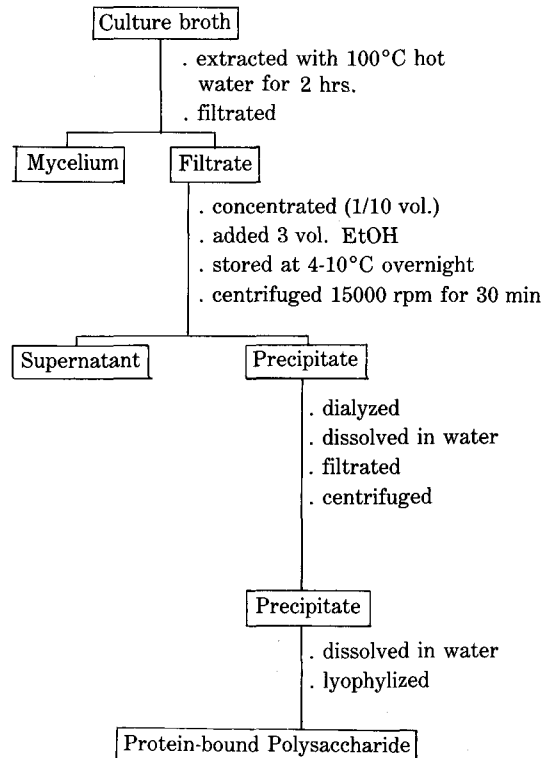 Culture broth
. extracted with 100°C hot
water for 2 hrs.
. filtrated
Mycelium
Filtrate
. concentrated (1/10 vol.)
. added 3 vol. EtOH
. stored at 4-10°C overnight
. centrifuged 15000 rpm for 30 min
Supernatant
Precipitate
. dialyzed
. dissolved in water
. filtrated
. centrifuged
Precipitate
. dissolved in water
. lyophylized
Protein-bound Polysaccharide